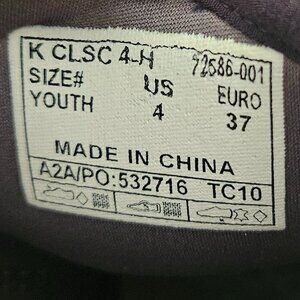 K CLSC 4-H 72586-001
SIZE# US EURO
YOUTH 4 37
MADE IN CHINA
A2A/PO:532716 TC10